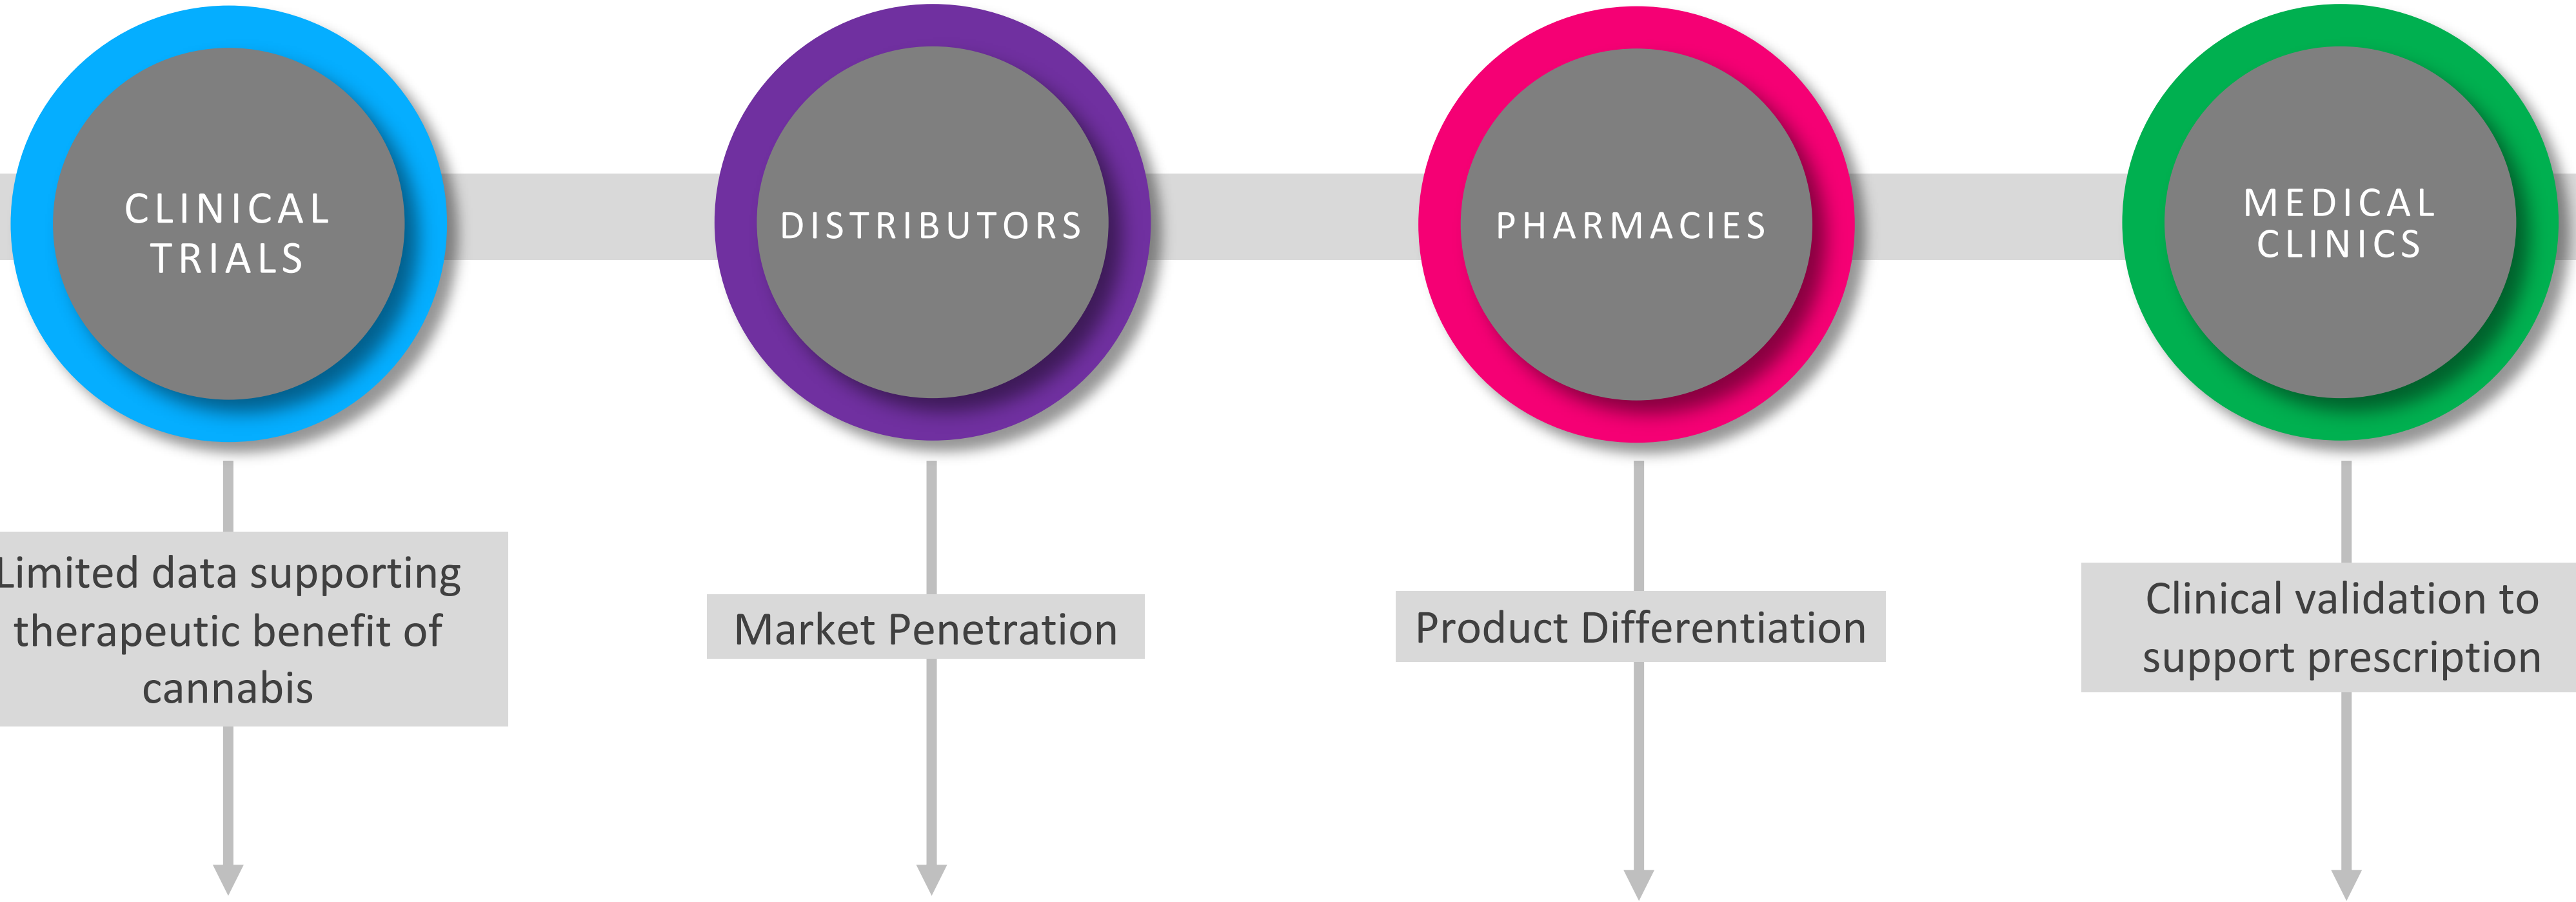 CLINICAL
TRIALS
DISTRIBUTORS
PHARMACIES
MEDICAL
CLINICS
Limited data supporting
therapeutic benefit of
cannabis
Market Penetration
Product Differentiation
Clinical validation to
support prescription